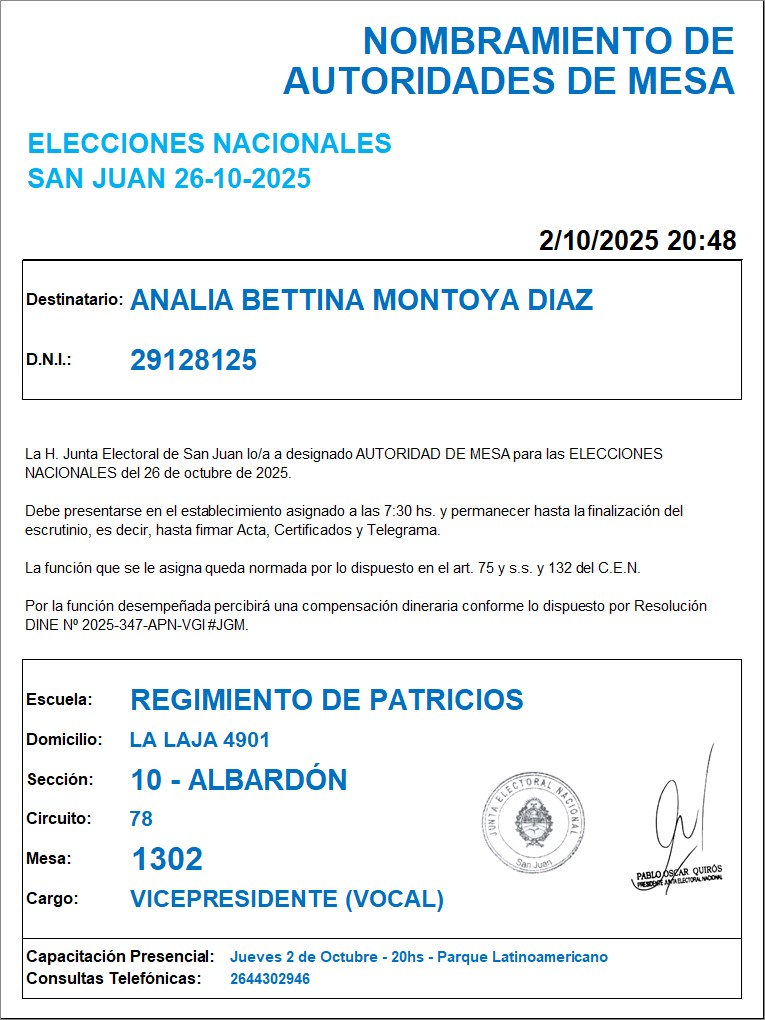 NOMBRAMIENTO DE
AUTORIDADES DE MESA
ELECCIONES NACIONALES
SAN JUAN 26-10-2025
2/10/2025 20:48
Destinatario: ANALIA BETTINA MONTOYA DIAZ
D.N.I.: 29128125
La H. Junta Electoral de San Juan lo/a a designado AUTORIDAD DE MESA para las ELECCIONES
NACIONALES del 26 de octubre de 2025.
Debe presentarse en el establecimiento asignado a las 7:30 hs. y permanecer hasta la finalización del
escrutinio, es decir, hasta firmar Acta, Certificados y Telegrama.
La función que se le asigna queda normada por lo dispuesto en el art. 75 y s.s. y 132 del C.E.N.
Por la función desempeñada percibirá una compensación dineraria conforme lo dispuesto por Resolución
DINE Nº 2025-347-APN-VGI#JGM.
Escuela: REGIMIENTO DE PATRICIOS
Domicilio: LA LAJA 4901
Sección: 10 - ALBARDÓN
Circuito: 78
Mesa: 1302
Cargo: VICEPRESIDENTE (VOCAL)
JUNTA ELECTORAL NACIONAL
San Juan
PABLO OSCAR QUIRÓS
PRESIDENTE JUNTA ELECTORAL NACIONAL
Capacitación Presencial: Jueves 2 de Octubre - 20hs - Parque Latinoamericano
Consultas Telefónicas: 2644302946